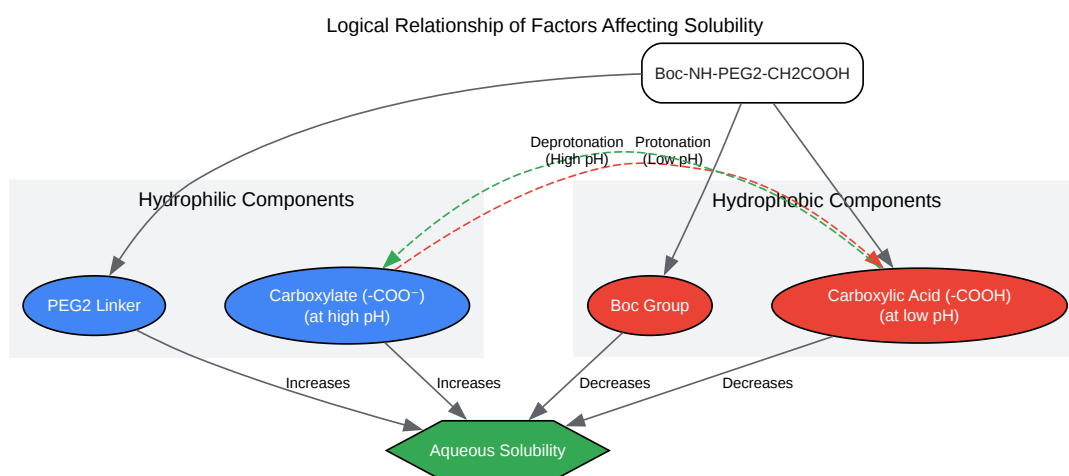 Logical Relationship of Factors Affecting Solubility
Boc-NH-PEG2-CH2COOH
Deprotonation
(High pH)
Protonation
(Low pH)
Hydrophilic Components
Hydrophobic Components
PEG2 Linker
Carboxylate (-COO⁻)
(at high pH)
Boc Group
Carboxylic Acid (-COOH)
(at low pH)
Increases
Increases
Decreases
Decreases
Aqueous Solubility